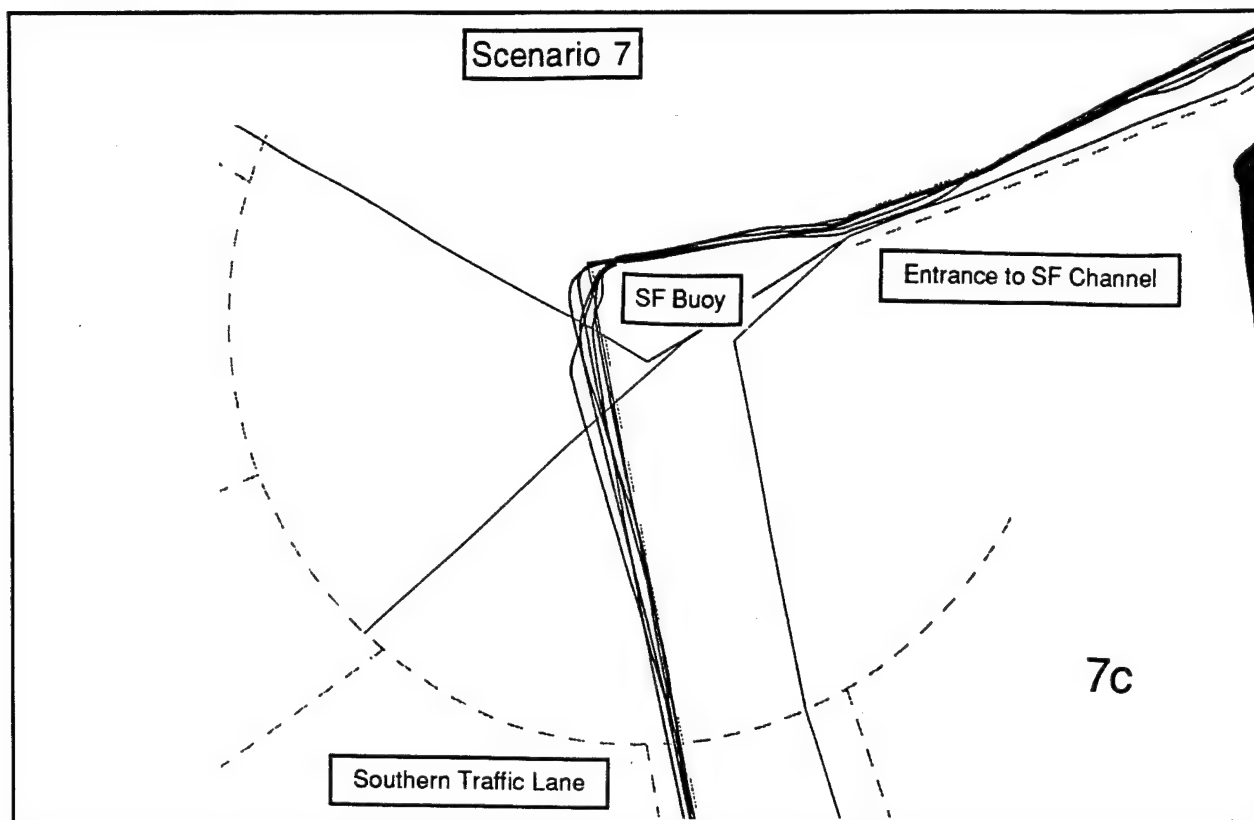 Scenario 7
SF Buoy
Entrance to SF Channel
7c
Southern Traffic Lane